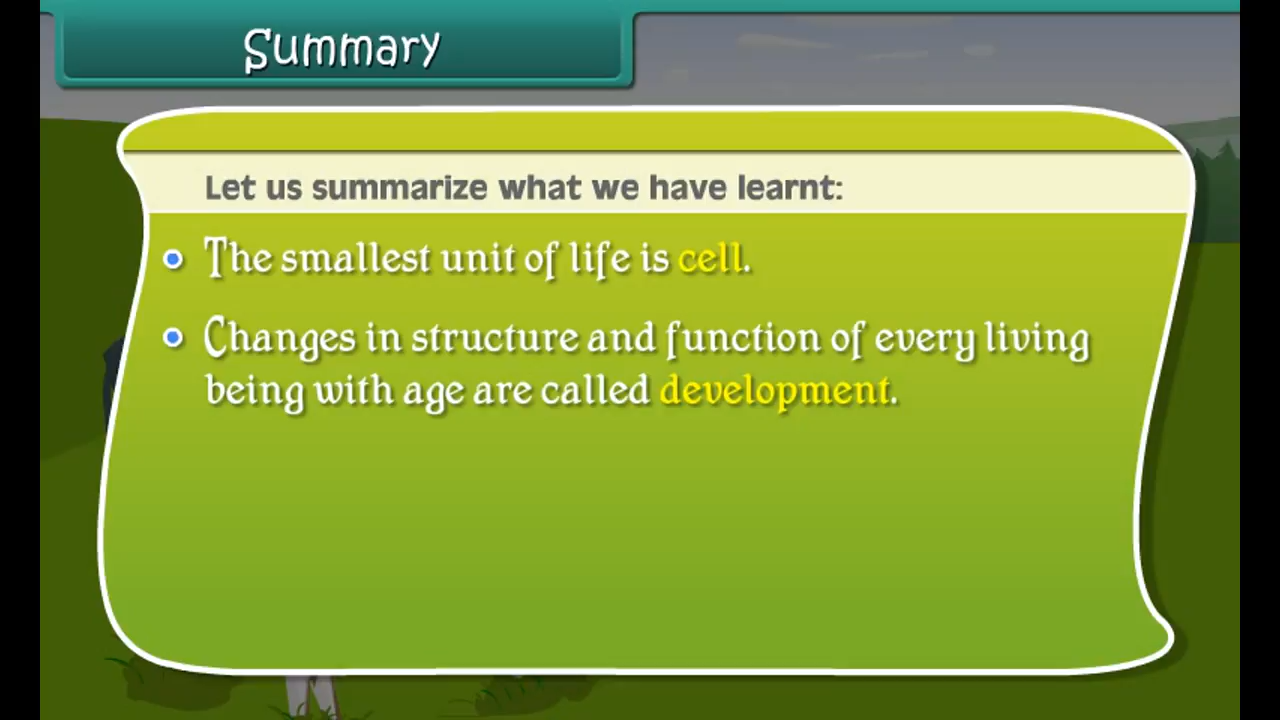 Summary
Let us summarize what we have learnt:
The smallest unit of life is cell.
Changes in structure and function of every living
being with age are called development.